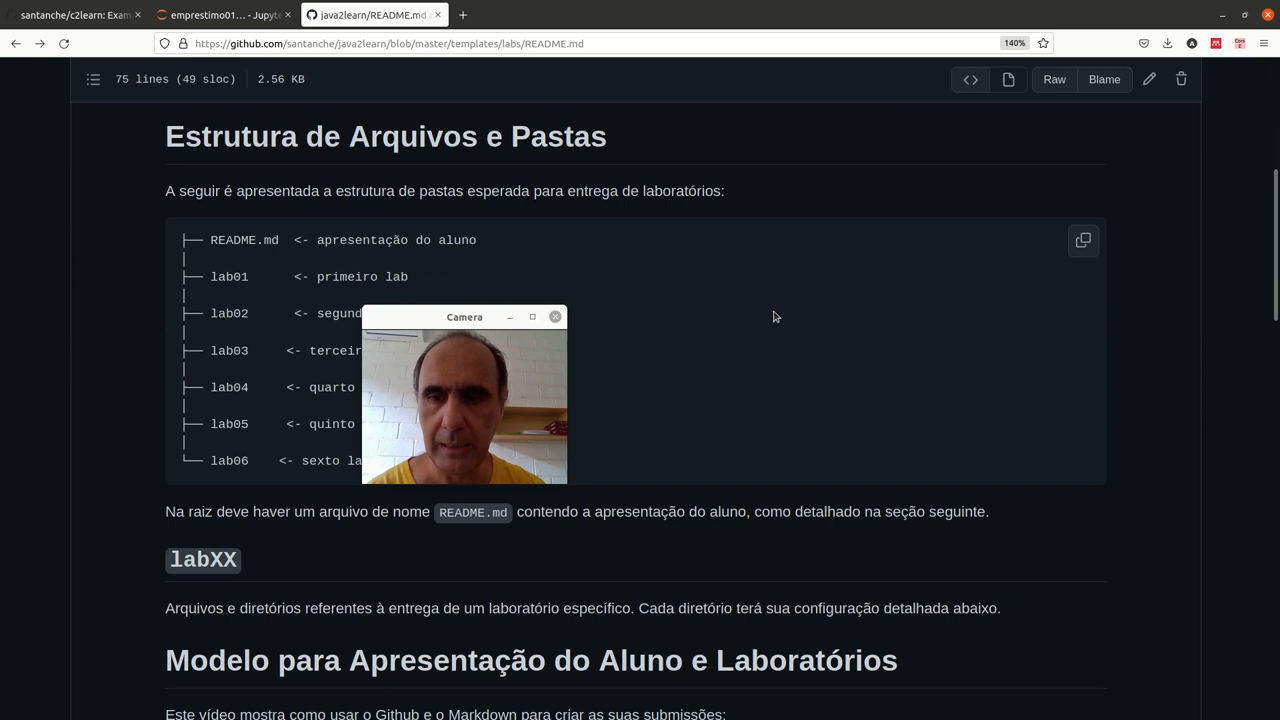 santanche/c2learn: Exam
emprestimo01… - Jupyte
java2learn/README.md a
https://github.com/santanche/java2learn/blob/master/templates/labs/README.md
140%
75 lines (49 sloc)
2.56 KB
Raw
Blame
Estrutura de Arquivos e Pastas
A seguir é apresentada a estrutura de pastas esperada para entrega de laboratórios:
├── README.md <- apresentação do aluno
│
├── lab01 <- primeiro lab
│
├── lab02 <- segund
│
├── lab03 <- terceir
│
├── lab04 <- quarto
│
├── lab05 <- quinto
│
└── lab06 <- sexto la
Camera
Na raiz deve haver um arquivo de nome README.md contendo a apresentação do aluno, como detalhado na seção seguinte.
labXX
Arquivos e diretórios referentes à entrega de um laboratório específico. Cada diretório terá sua configuração detalhada abaixo.
Modelo para Apresentação do Aluno e Laboratórios
Este vídeo mostra como usar o Github e o Markdown para criar as suas submissões: